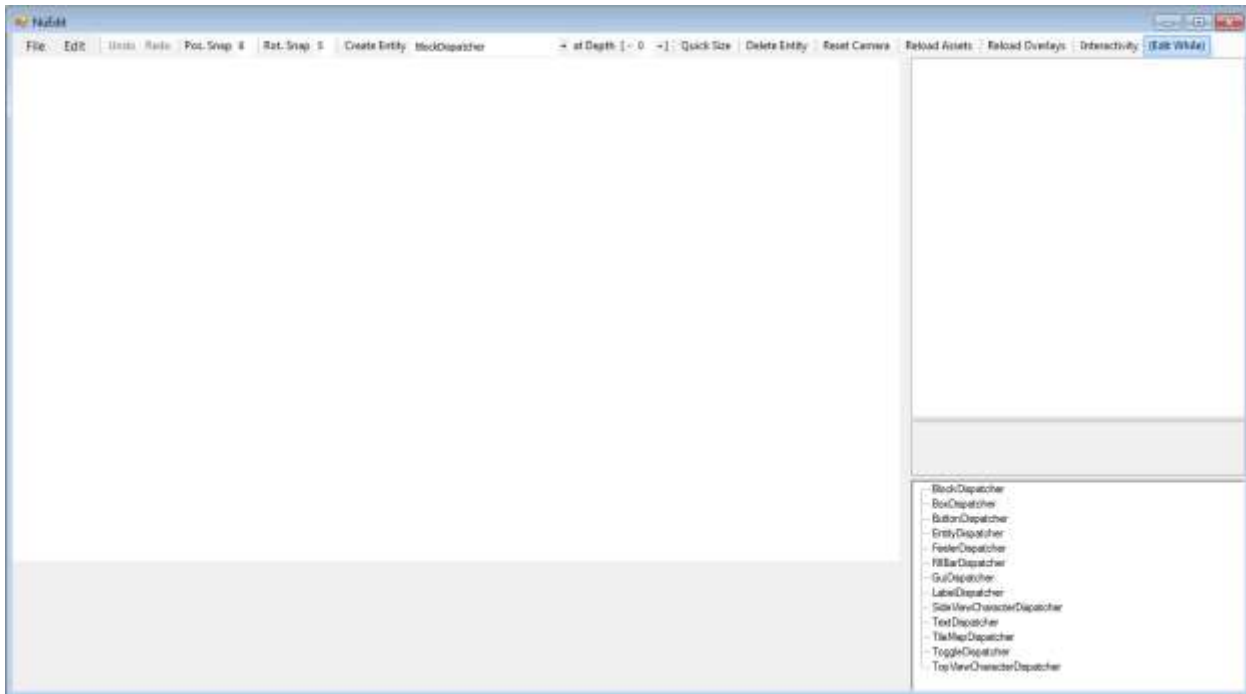 NuEdit
File Edit Undo Redo Pos. Snap 8 Rot. Snap 5 Create Entity BlockDispatcher at Depth [- 0 +] Quick Size Delete Entity Reset Camera Reload Assets Reload Overlays Interactivity (Edit While)
BlockDispatcher
BoxDispatcher
ButtonDispatcher
EntityDispatcher
FeelerDispatcher
FillBarDispatcher
GuiDispatcher
LabelDispatcher
SideViewCharacterDispatcher
TextDispatcher
TileMapDispatcher
ToggleDispatcher
TopViewCharacterDispatcher